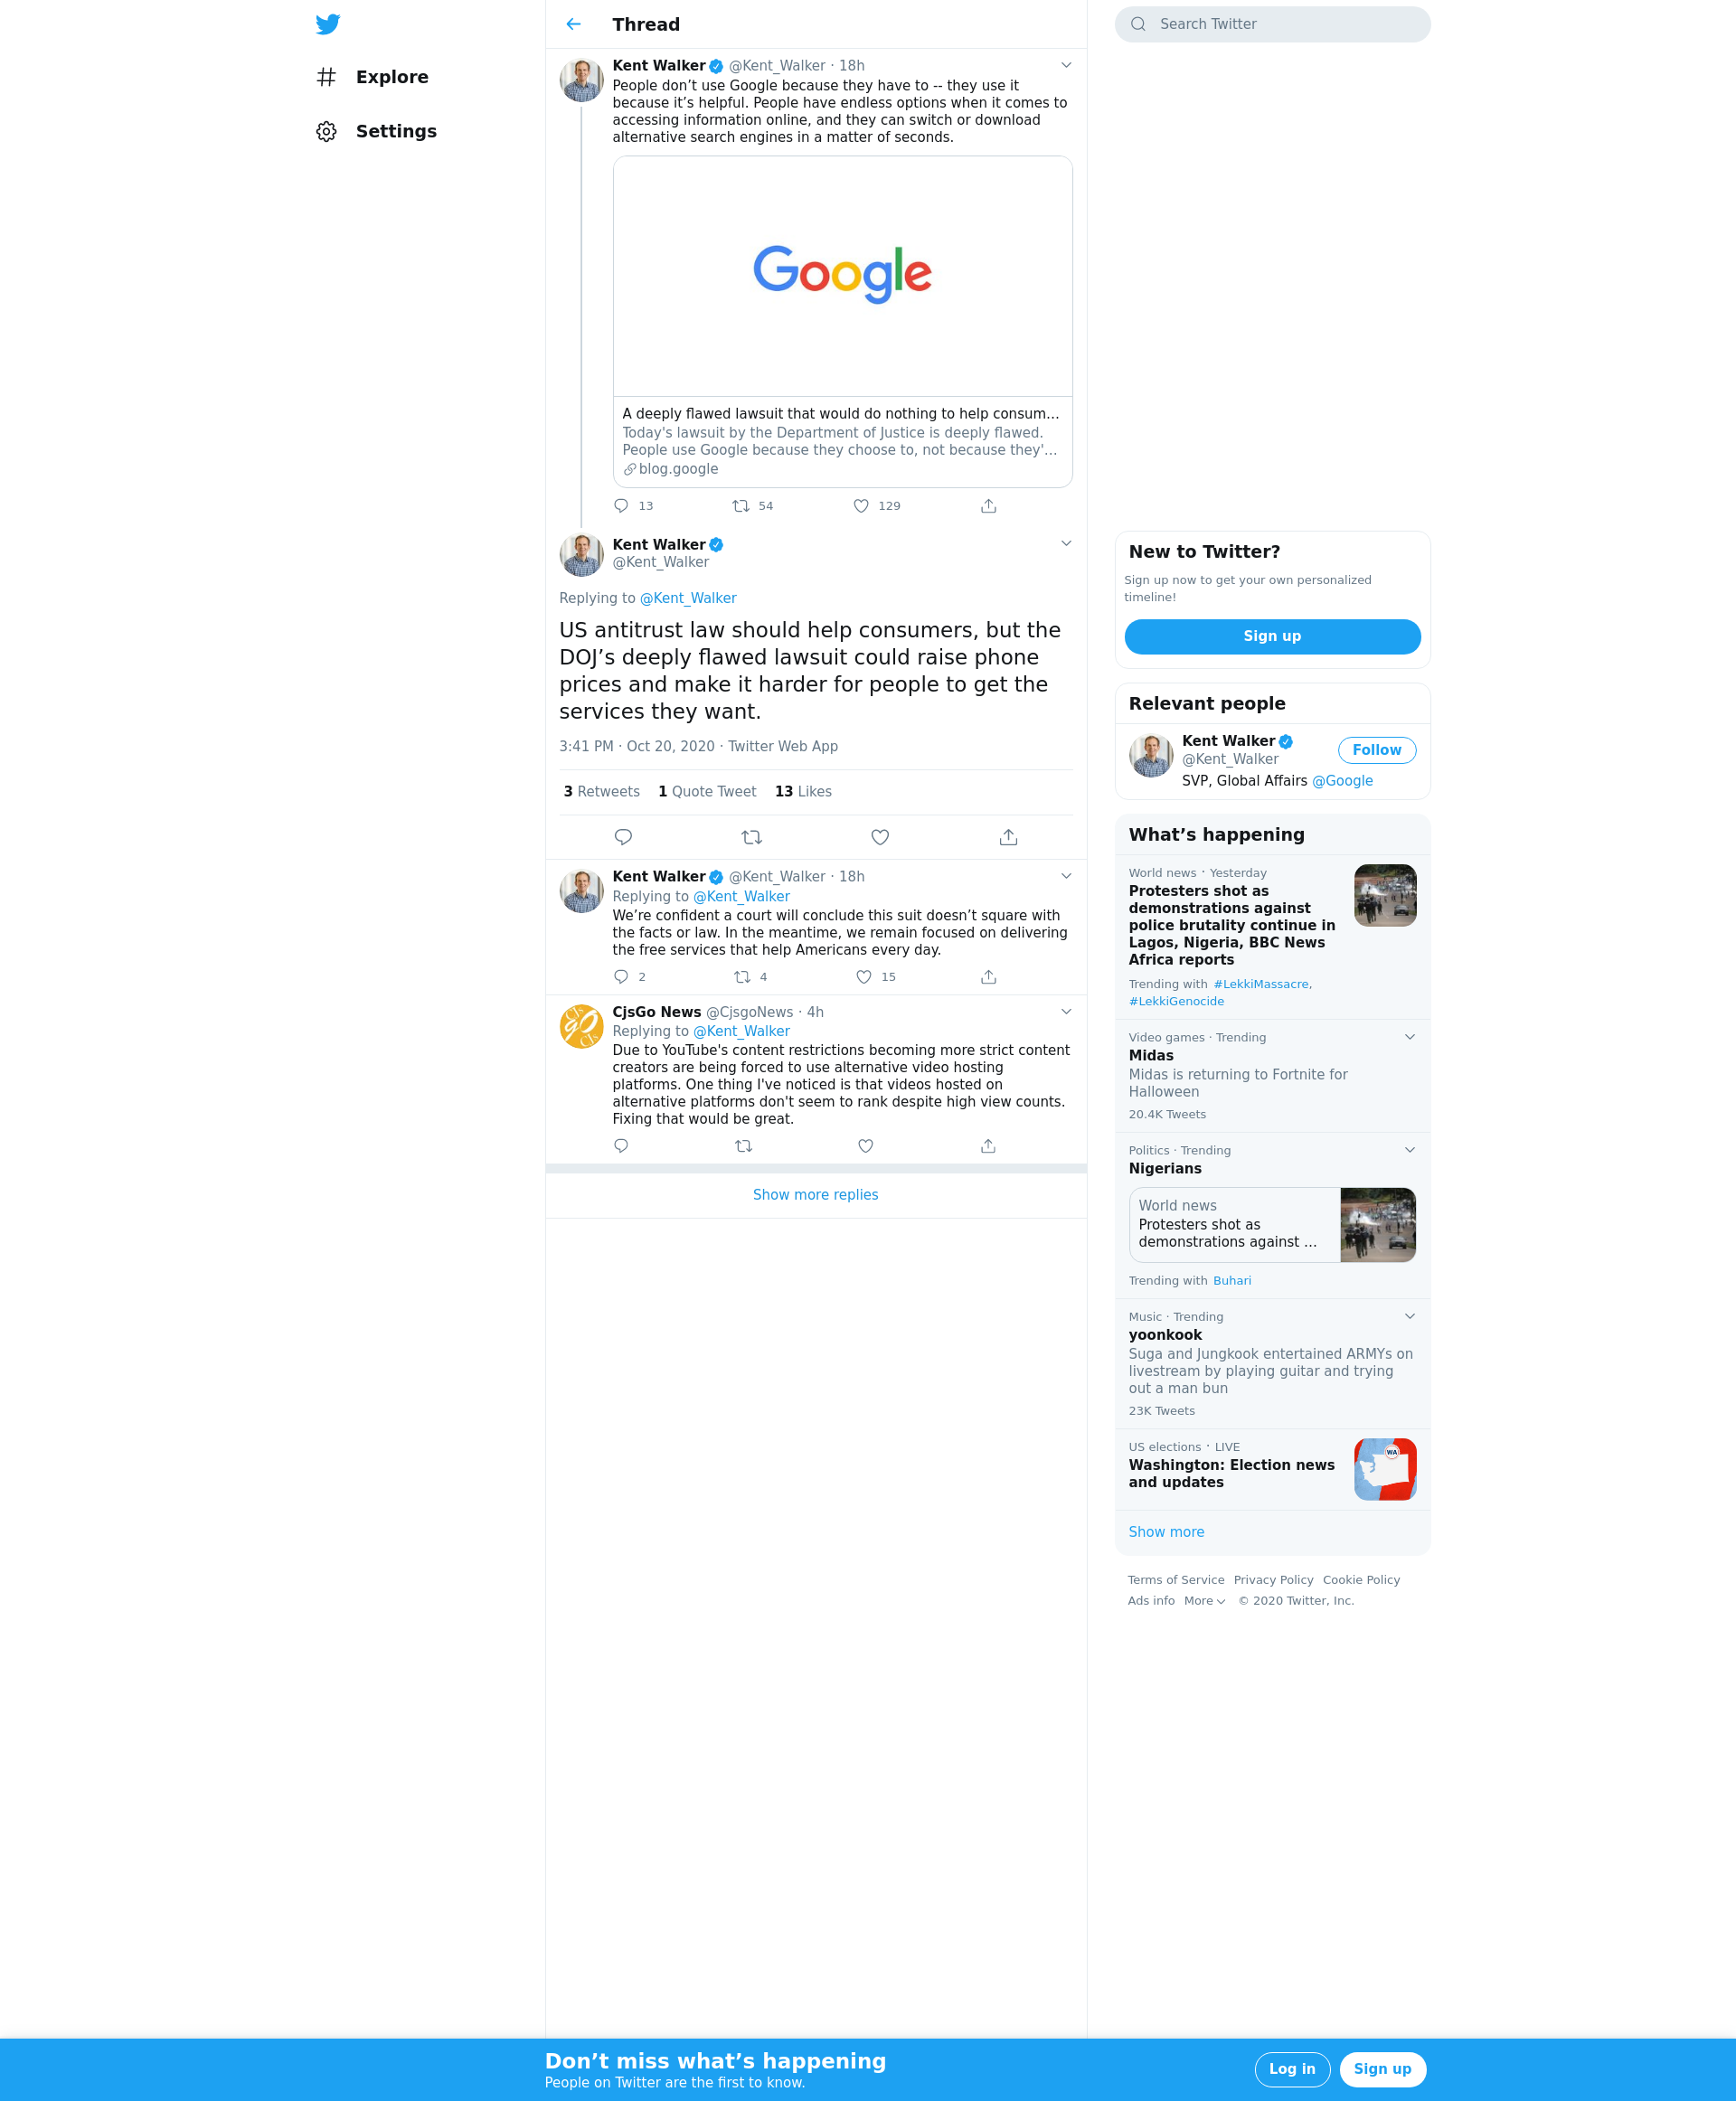 Explore
Settings
Thread
Kent Walker @Kent_Walker · 18h
People don’t use Google because they have to -- they use it
because it’s helpful. People have endless options when it comes to
accessing information online, and they can switch or download
alternative search engines in a matter of seconds.
Google
A deeply flawed lawsuit that would do nothing to help consum…
Today's lawsuit by the Department of Justice is deeply flawed.
People use Google because they choose to, not because they'…
blog.google
13 54 129
Kent Walker
@Kent_Walker
Replying to @Kent_Walker
US antitrust law should help consumers, but the
DOJ’s deeply flawed lawsuit could raise phone
prices and make it harder for people to get the
services they want.
3:41 PM · Oct 20, 2020 · Twitter Web App
3 Retweets 1 Quote Tweet 13 Likes
Kent Walker @Kent_Walker · 18h
Replying to @Kent_Walker
We’re confident a court will conclude this suit doesn’t square with
the facts or law. In the meantime, we remain focused on delivering
the free services that help Americans every day.
2 4 15
CJs
go
CJs
CjsGo News @CjsgoNews · 4h
Replying to @Kent_Walker
Due to YouTube's content restrictions becoming more strict content
creators are being forced to use alternative video hosting
platforms. One thing I've noticed is that videos hosted on
alternative platforms don't seem to rank despite high view counts.
Fixing that would be great.
Show more replies
Search Twitter
New to Twitter?
Sign up now to get your own personalized
timeline!
Sign up
Relevant people
Kent Walker
@Kent_Walker
Follow
SVP, Global Affairs @Google
What’s happening
World news · Yesterday
Protesters shot as
demonstrations against
police brutality continue in
Lagos, Nigeria, BBC News
Africa reports
Trending with #LekkiMassacre,
#LekkiGenocide
Video games · Trending
Midas
Midas is returning to Fortnite for
Halloween
20.4K Tweets
Politics · Trending
Nigerians
World news
Protesters shot as
demonstrations against …
Trending with Buhari
Music · Trending
yoonkook
Suga and Jungkook entertained ARMYs on
livestream by playing guitar and trying
out a man bun
23K Tweets
US elections · LIVE
Washington: Election news
and updates
WA
Show more
Terms of Service Privacy Policy Cookie Policy
Ads info More © 2020 Twitter, Inc.
Don’t miss what’s happening
People on Twitter are the first to know.
Log in
Sign up